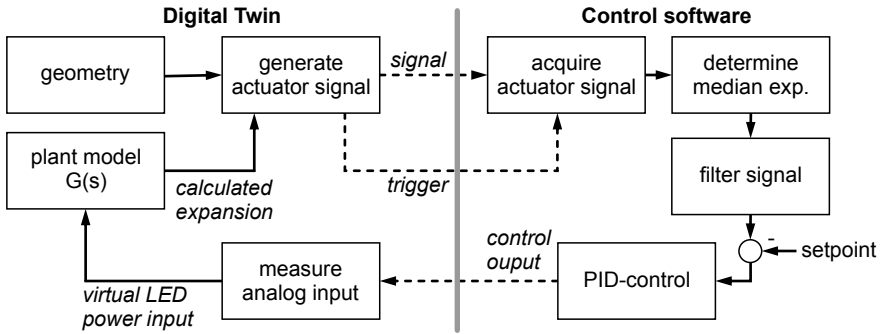 Digital Twin
Control software
geometry
generate
actuator signal
signal
acquire
actuator signal
determine
median exp.
plant model
G(s)
calculated
expansion
trigger
filter signal
-
setpoint
control
ouput
PID-control
measure
analog input
virtual LED
power input